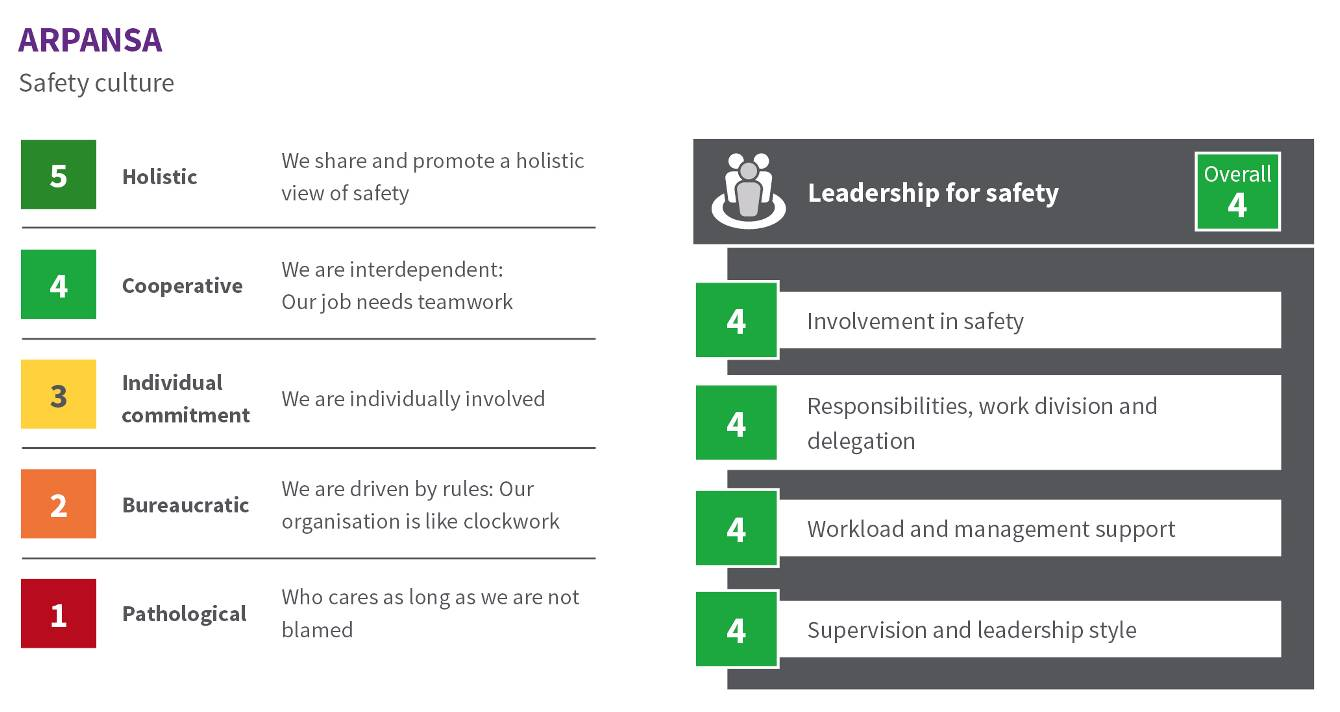 ARPANSA
Safety culture
5
Holistic
We share and promote a holistic
view of safety
4
Cooperative
We are interdependent:
Our job needs teamwork
3
Individual
commitment
We are individually involved
2
Bureaucratic
We are driven by rules: Our
organisation is like clockwork
1
Pathological
Who cares as long as we are not
blamed
Leadership for safety
Overall
4
4
Involvement in safety
4
Responsibilities, work division and
delegation
4
Workload and management support
4
Supervision and leadership style